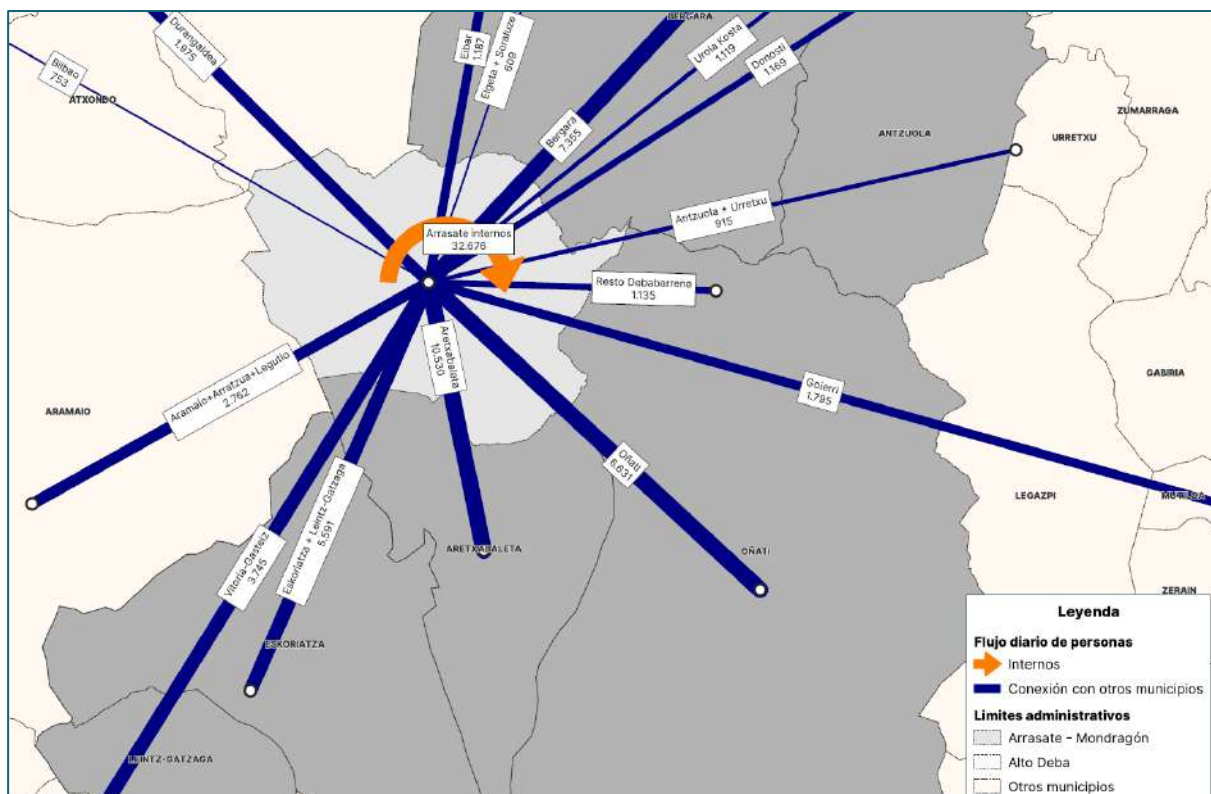 BERGARA
Durangaldea
1.975
Eibar
1.187
Elgeta + Soraluze
609
Urola Kosta
1.119
Donosti
1.169
Bilbao
753
ATXONDO
ZUMARRAGA
ANTZUOLA
URRETXU
Bergara
7.355
Antzuola + Urretxu
915
Arrasate internos
32.676
Resto Debabarrena
1.135
Aretxabaleta
10.530
Goierri
1.795
GABIRIA
Aramaio+Arratzua+Legutio
2.762
ARAMAIO
Oñati
6.631
LEGAZPI
MUTILOA
Eskoriatza + Leintz-Gatzaga
5.591
Vitoria-Gasteiz
3.745
ARETXABALETA
OÑATI
ZERAIN
ESKORIATZA
LEINTZ-GATZAGA
Leyenda
Flujo diario de personas
Internos
Conexión con otros municipios
Limites administrativos
Arrasate - Mondragón
Alto Deba
Otros municipios